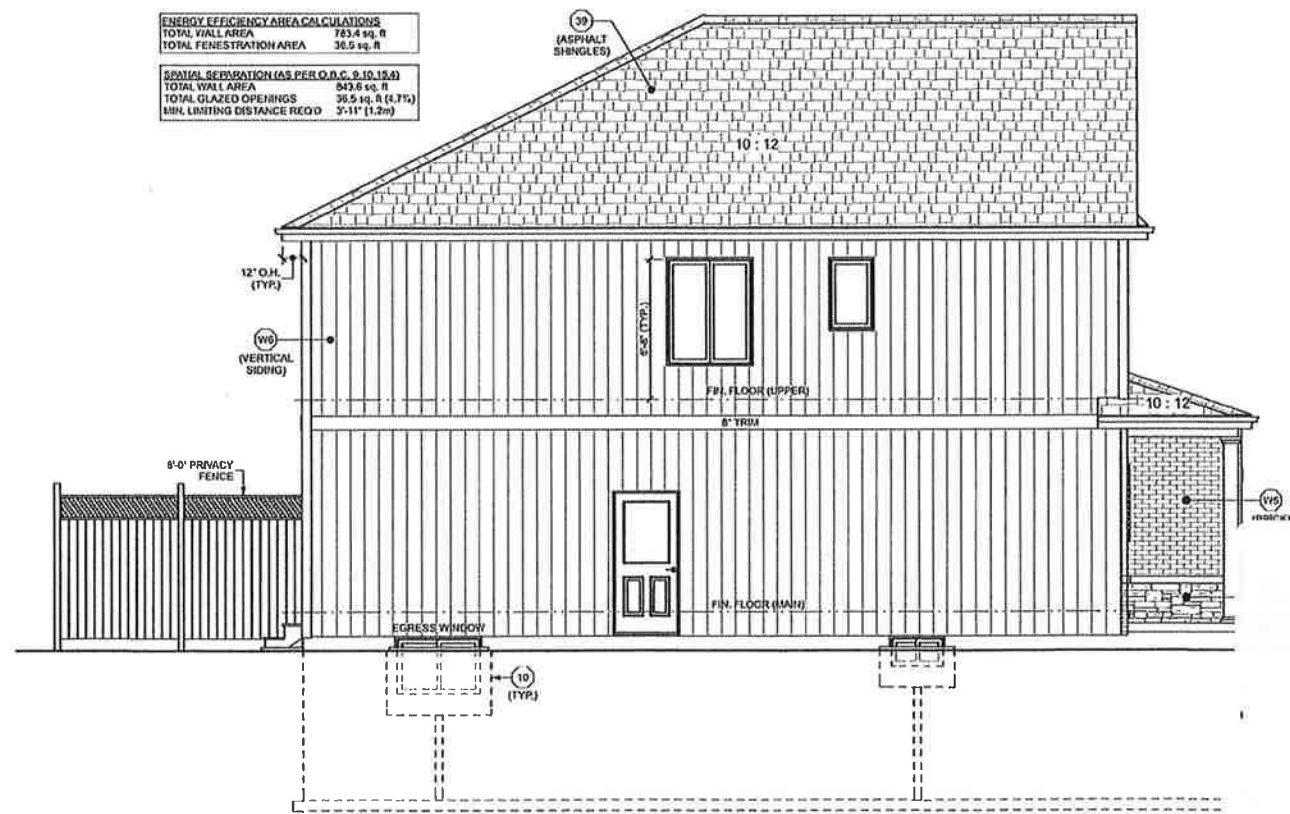 ENERGY EFFICIENCY AREA CALCULATIONS
TOTAL WALL AREA 783.4 sq. ft
TOTAL FENESTRATION AREA 36.5 sq. ft
SPATIAL SEPARATION (AS PER O.B.C. 9.10.15.4)
TOTAL WALL AREA 843.6 sq. ft
TOTAL GLAZED OPENINGS 36.5 sq. ft (4.7%)
MIN. LIMITING DISTANCE REQ'D 3'-11" (1.2m)
39
(ASPHALT
SHINGLES)
10 : 12
12" O.H.
(TYP.)
W6
(VERTICAL
SIDING)
6'-8" (TYP.)
FIN. FLOOR (UPPER)
10 : 12
8" TRIM
6'-0" PRIVACY
FENCE
W5
(BRICK)
FIN. FLOOR (MAIN)
EGRESS WINDOW
10
(TYP.)